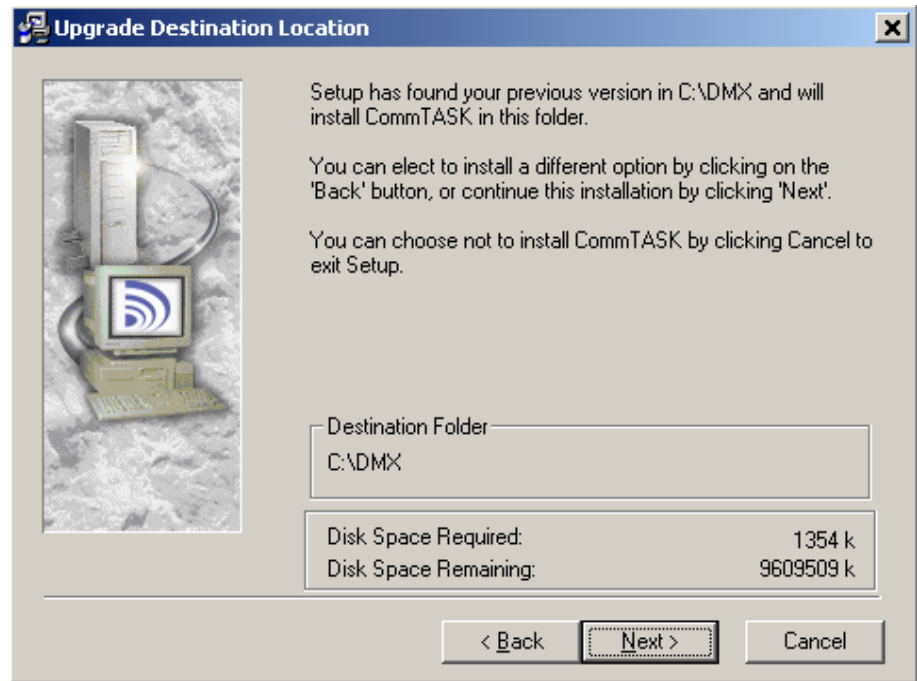 Upgrade Destination Location
Setup has found your previous version in C:\DMX and will
install CommTASK in this folder.
You can elect to install a different option by clicking on the
'Back' button, or continue this installation by clicking 'Next'.
You can choose not to install CommTASK by clicking Cancel to
exit Setup.
Destination Folder
C:\DMX
Disk Space Required: 1354 k
Disk Space Remaining: 9609509 k
< Back Next > Cancel